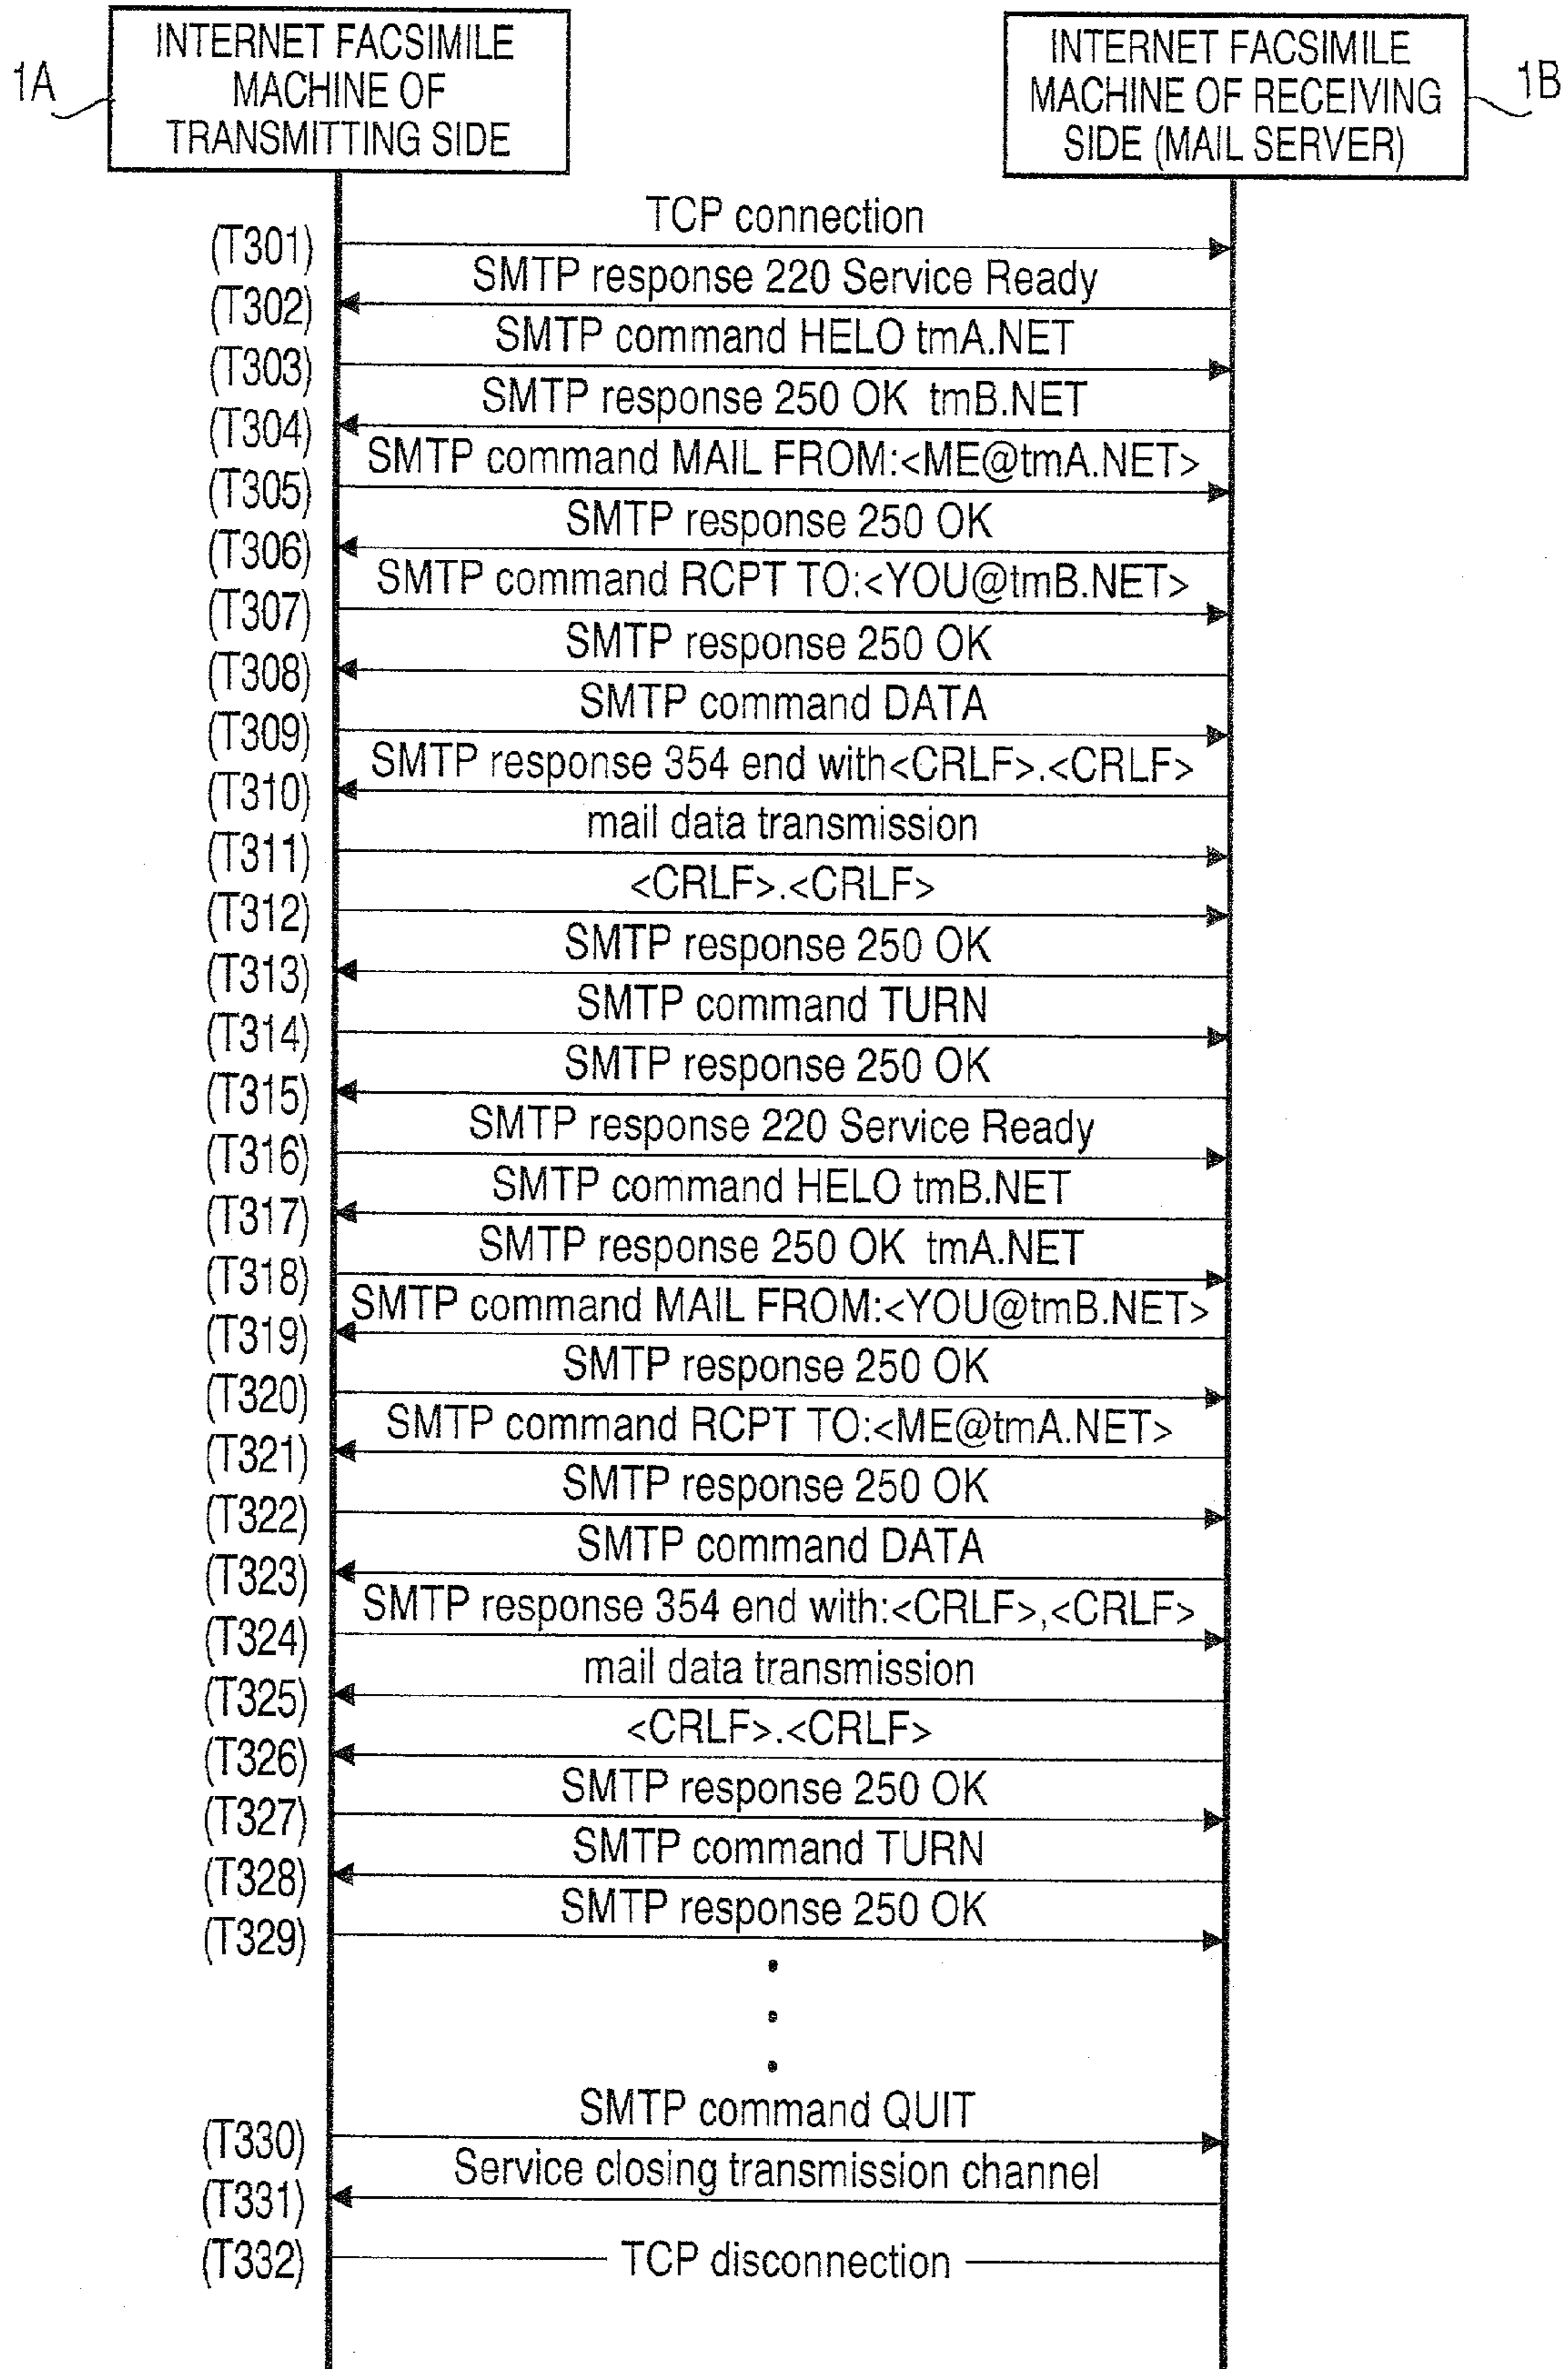 1A
INTERNET FACSIMILE
MACHINE OF
TRANSMITTING SIDE
INTERNET FACSIMILE
MACHINE OF RECEIVING
SIDE (MAIL SERVER)
1B
TCP connection
(T301)
SMTP response 220 Service Ready
(T302)
SMTP command HELO tmA.NET
(T303)
SMTP response 250 OK tmB.NET
(T304)
SMTP command MAIL FROM:<ME@tmA.NET>
(T305)
SMTP response 250 OK
(T306)
SMTP command RCPT TO:<YOU@tmB.NET>
(T307)
SMTP response 250 OK
(T308)
SMTP command DATA
(T309)
SMTP response 354 end with<CRLF>.<CRLF>
(T310)
mail data transmission
(T311)
<CRLF>.<CRLF>
(T312)
SMTP response 250 OK
(T313)
SMTP command TURN
(T314)
SMTP response 250 OK
(T315)
SMTP response 220 Service Ready
(T316)
SMTP command HELO tmB.NET
(T317)
SMTP response 250 OK tmA.NET
(T318)
SMTP command MAIL FROM:<YOU@tmB.NET>
(T319)
SMTP response 250 OK
(T320)
SMTP command RCPT TO:<ME@tmA.NET>
(T321)
SMTP response 250 OK
(T322)
SMTP command DATA
(T323)
SMTP response 354 end with:<CRLF>,<CRLF>
(T324)
mail data transmission
(T325)
<CRLF>.<CRLF>
(T326)
SMTP response 250 OK
(T327)
SMTP command TURN
(T328)
SMTP response 250 OK
(T329)
SMTP command QUIT
(T330)
Service closing transmission channel
(T331)
(T332) TCP disconnection